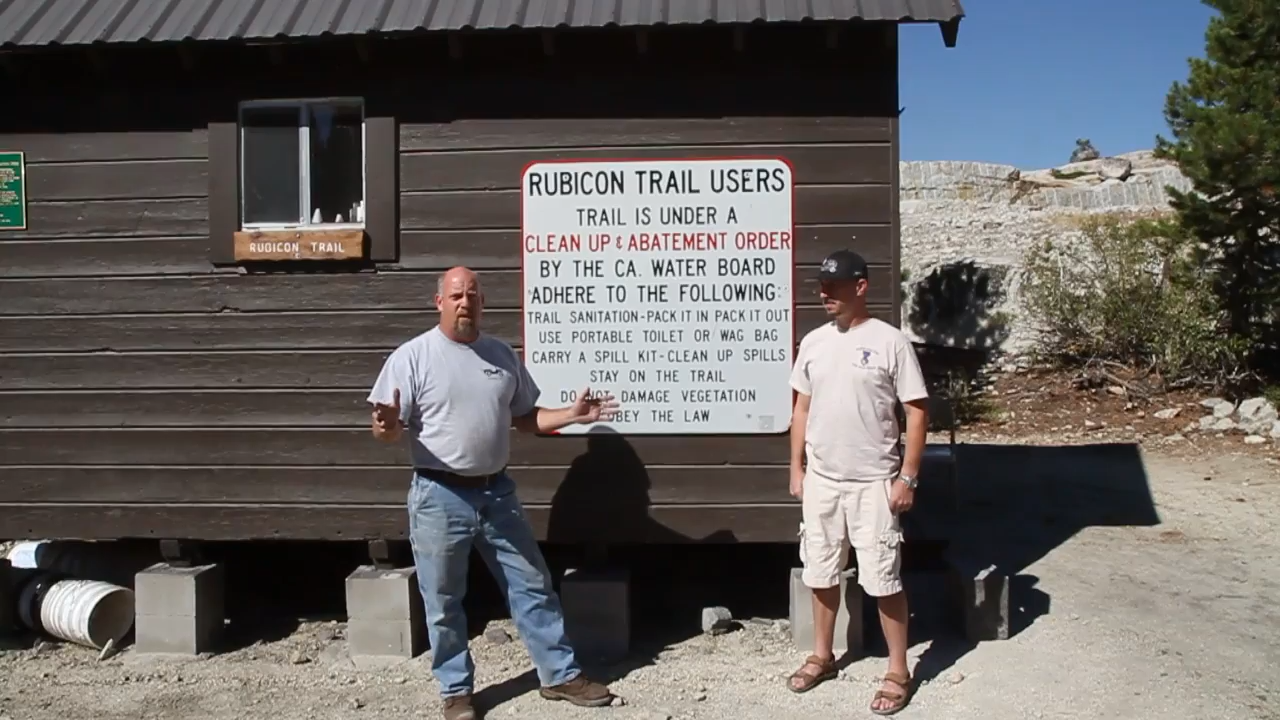 RUBICON TRAIL USERS
TRAIL IS UNDER A
CLEAN UP & ABATEMENT ORDER
BY THE CA. WATER BOARD
ADHERE TO THE FOLLOWING:
TRAIL SANITATION-PACK IT IN PACK IT OUT
USE PORTABLE TOILET OR WAG BAG
CARRY A SPILL KIT-CLEAN UP SPILLS
STAY ON THE TRAIL
DO NOT DAMAGE VEGETATION
OBEY THE LAW
RUBICON TRAIL